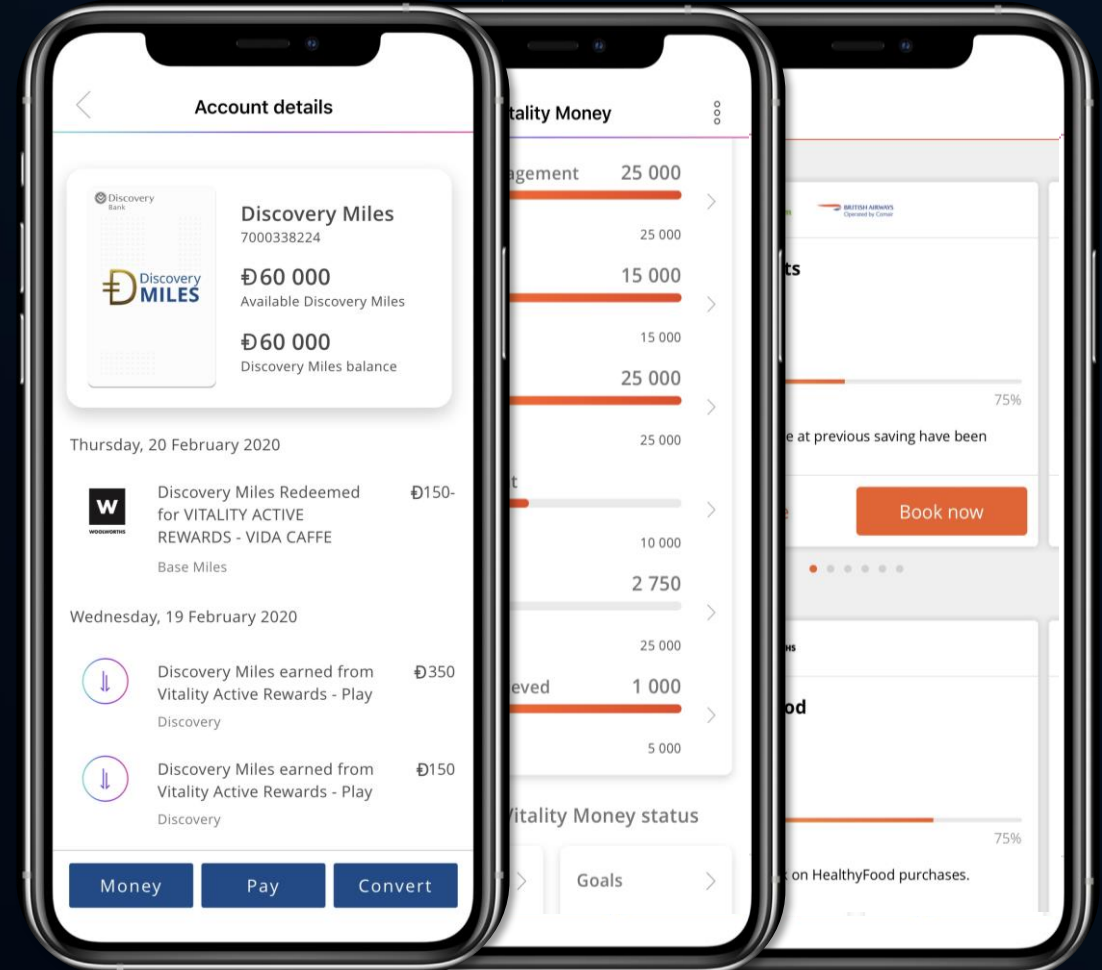 Account details
Discovery
Bank
Discovery
MILES
Discovery Miles
7000338224
Đ60 000
Available Discovery Miles
Đ60 000
Discovery Miles balance
Thursday, 20 February 2020
W
WOOLWORTHS
Discovery Miles Redeemed
for VITALITY ACTIVE
REWARDS - VIDA CAFFE
Base Miles
Đ150-
Wednesday, 19 February 2020
Discovery Miles earned from
Vitality Active Rewards - Play
Discovery
Đ350
Discovery Miles earned from
Vitality Active Rewards - Play
Discovery
Đ150
Money
Pay
Convert
tality Money
agement 25 000
25 000
15 000
15 000
25 000
25 000
t
10 000
2 750
25 000
eved 1 000
5 000
Vitality Money status
Goals
BRITISH AIRWAYS
Operated by Comair
ts
75%
e at previous saving have been
e
Book now
HS
od
75%
k on HealthyFood purchases.